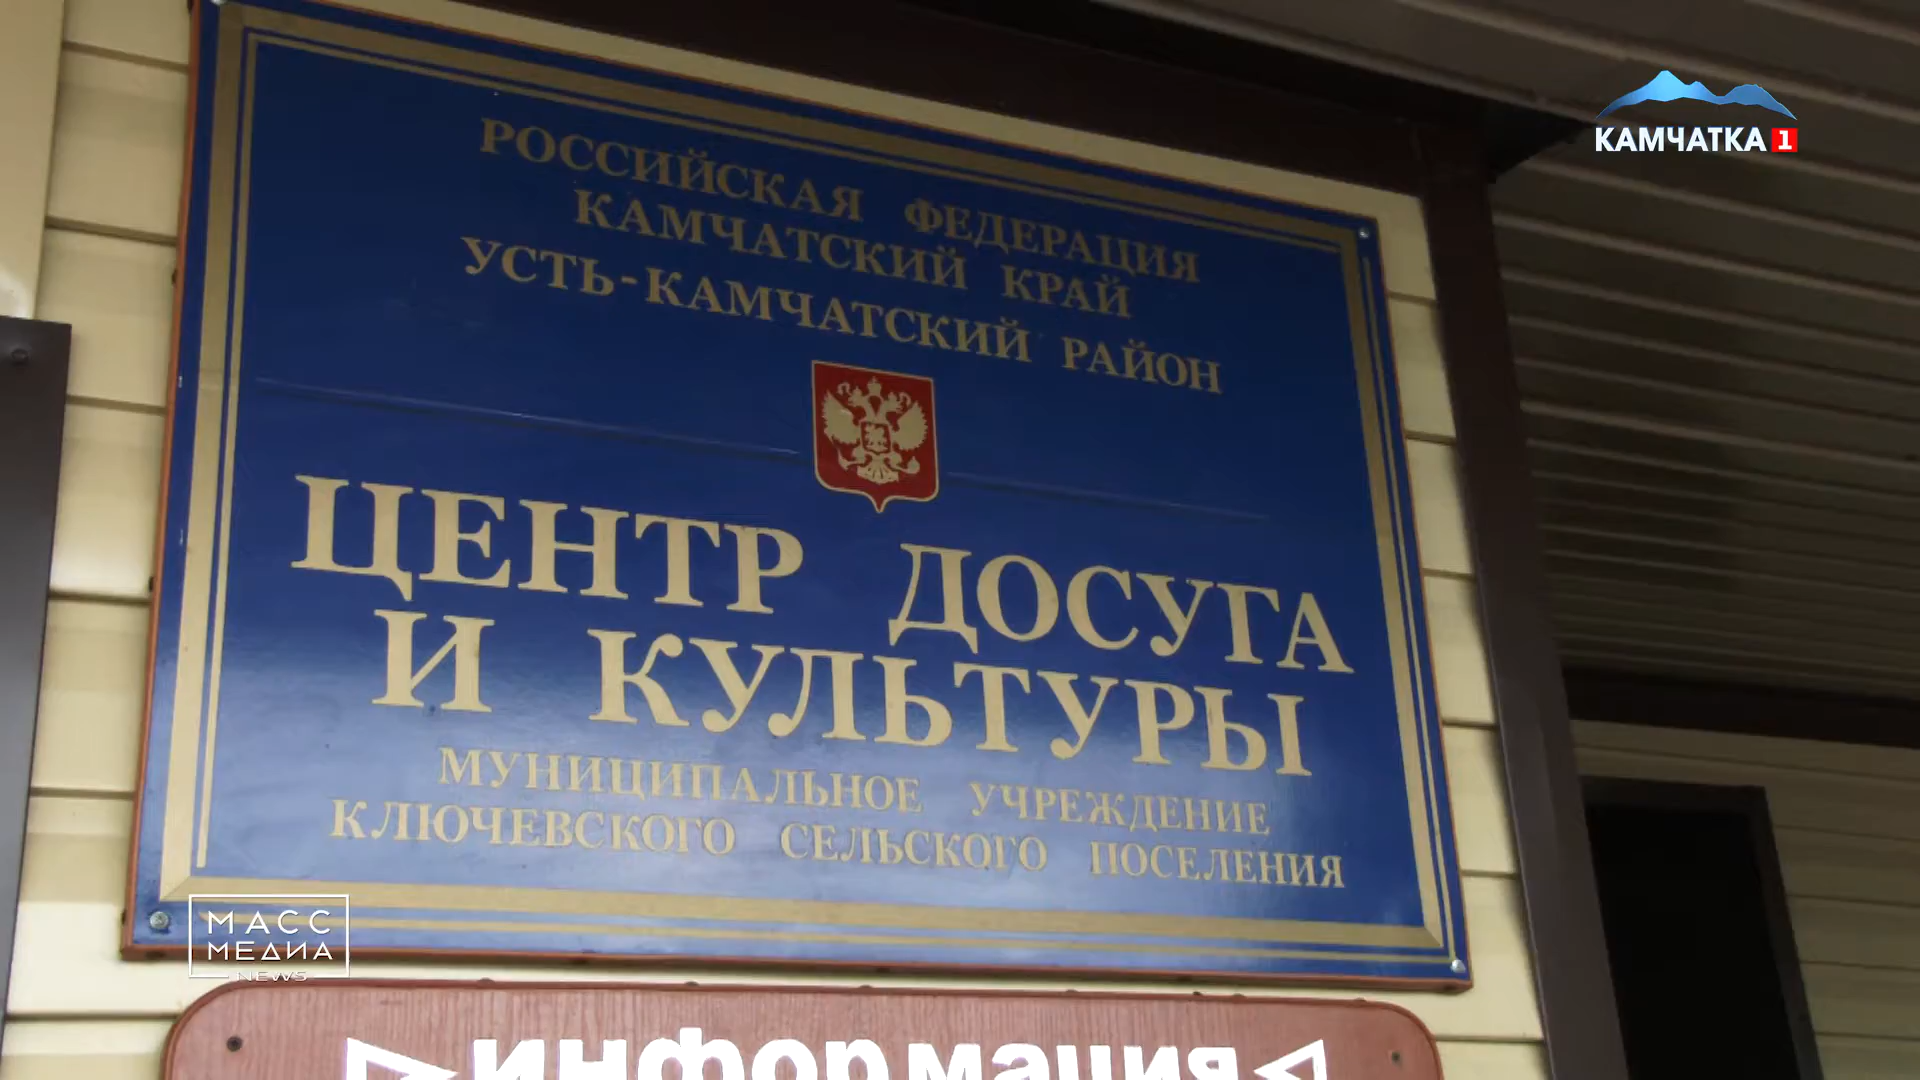 КАМЧАТКА 1
РОССИЙСКАЯ ФЕДЕРАЦИЯ
КАМЧАТСКИЙ КРАЙ
УСТЬ-КАМЧАТСКИЙ РАЙОН
ЦЕНТР ДОСУГА
И КУЛЬТУРЫ
МУНИЦИПАЛЬНОЕ УЧРЕЖДЕНИЕ
КЛЮЧЕВСКОГО СЕЛЬСКОГО ПОСЕЛЕНИЯ
МАСС
МЕДИА
NEWS
информация